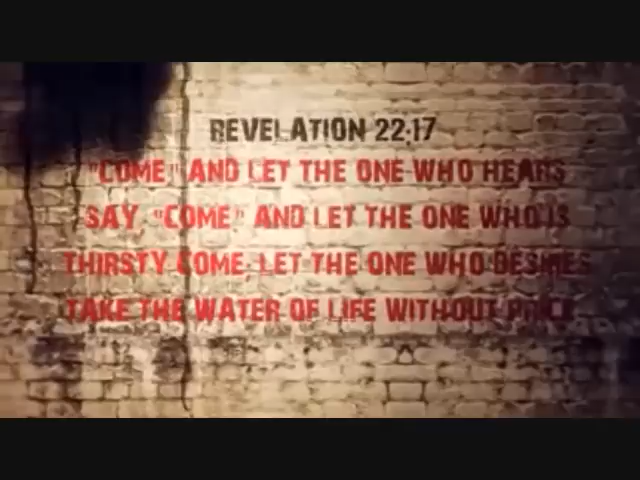 REVELATION 22:17
"COME." AND LET THE ONE WHO HEARS
SAY, "COME." AND LET THE ONE WHO IS
THIRSTY COME; LET THE ONE WHO DESIRES
TAKE THE WATER OF LIFE WITHOUT PRICE